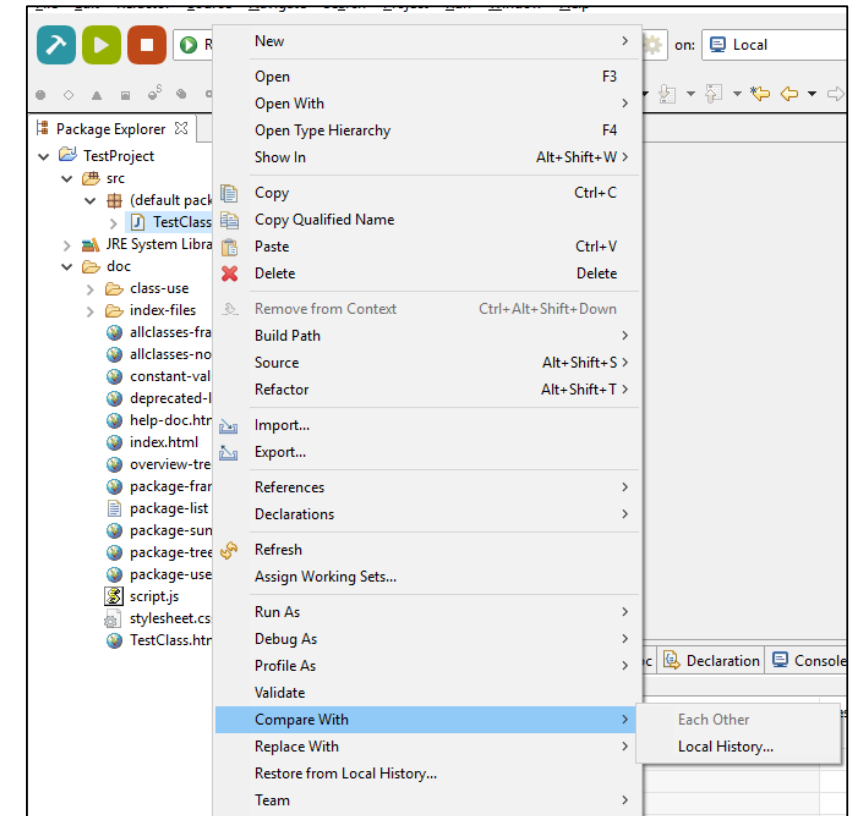 R
on: Local
Package Explorer
TestProject
src
(default pack
TestClass
JRE System Libra
doc
class-use
index-files
allclasses-fra
allclasses-no
constant-val
deprecated-l
help-doc.htr
index.html
overview-tre
package-frar
package-list
package-sun
package-tree
package-use
script.js
stylesheet.cs
TestClass.htr
New
Open F3
Open With
Open Type Hierarchy F4
Show In Alt+Shift+W
Copy Ctrl+C
Copy Qualified Name
Paste Ctrl+V
Delete Delete
Remove from Context Ctrl+Alt+Shift+Down
Build Path
Source Alt+Shift+S
Refactor Alt+Shift+T
Import...
Export...
References
Declarations
Refresh
Assign Working Sets...
Run As
Debug As
Profile As
Validate
Compare With
Replace With
Restore from Local History...
Team
Each Other
Local History...
oc Declaration Console